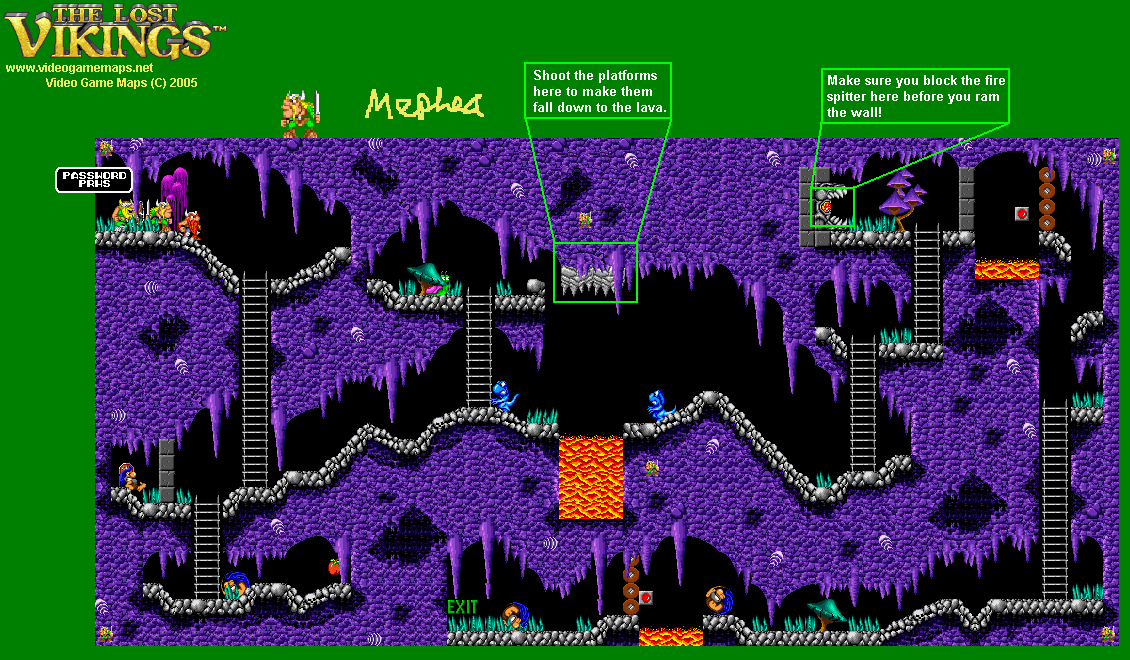 THE LOST
VIKINGS™
www.videogamemaps.net
Video Game Maps (C) 2005
Mephea
Shoot the platforms
here to make them
fall down to the lava.
Make sure you block the fire
spitter here before you ram
the wall!
PASSWORD
PRHS
EXIT